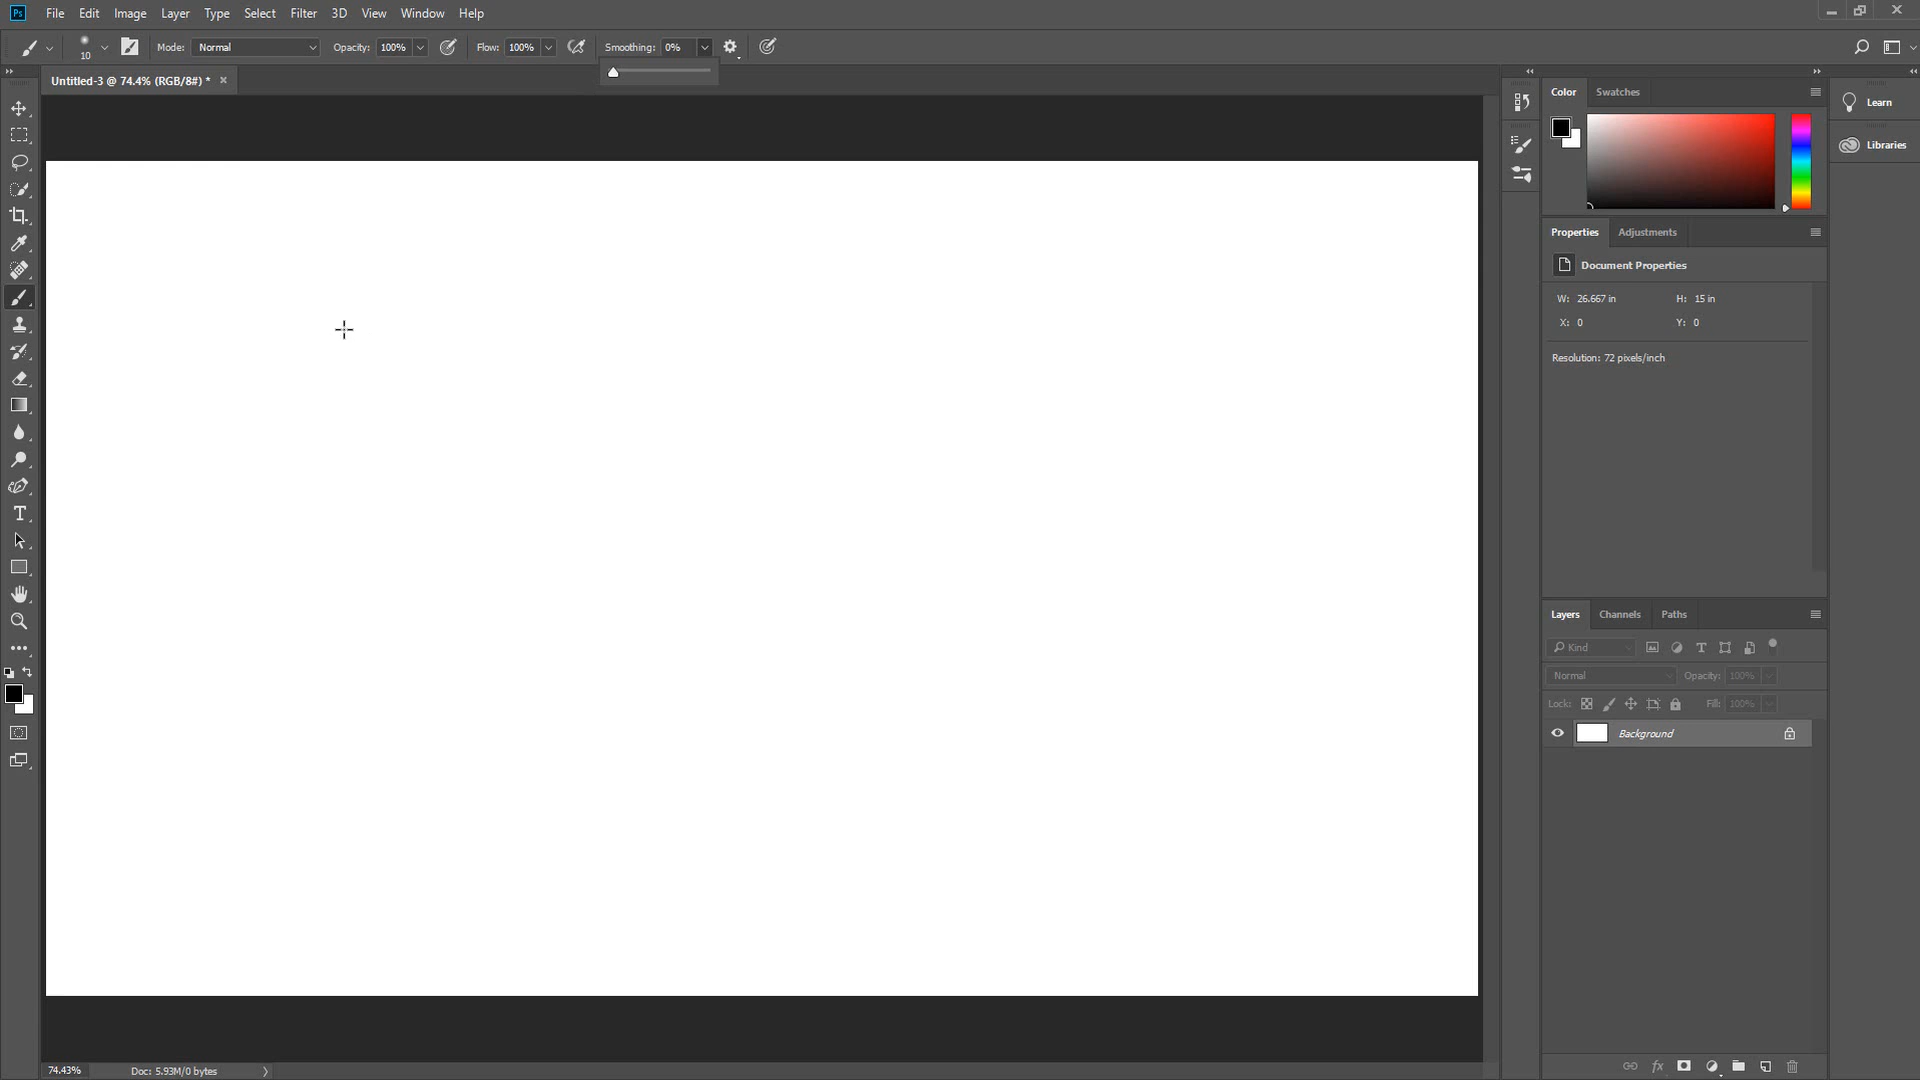 Ps File Edit Image Layer Type Select Filter 3D View Window Help
10 Mode: Normal Opacity: 100% Flow: 100% Smoothing: 0%
Untitled-3 @ 74.4% (RGB/8#) * ×
Color Swatches
Learn
Libraries
Properties Adjustments
Document Properties
W: 26.667 in H: 15 in
X: 0 Y: 0
Resolution: 72 pixels/inch
Layers Channels Paths
Kind
Normal Opacity: 100%
Lock: Fill: 100%
Background
fx
74.43% Doc: 5.93M/0 bytes